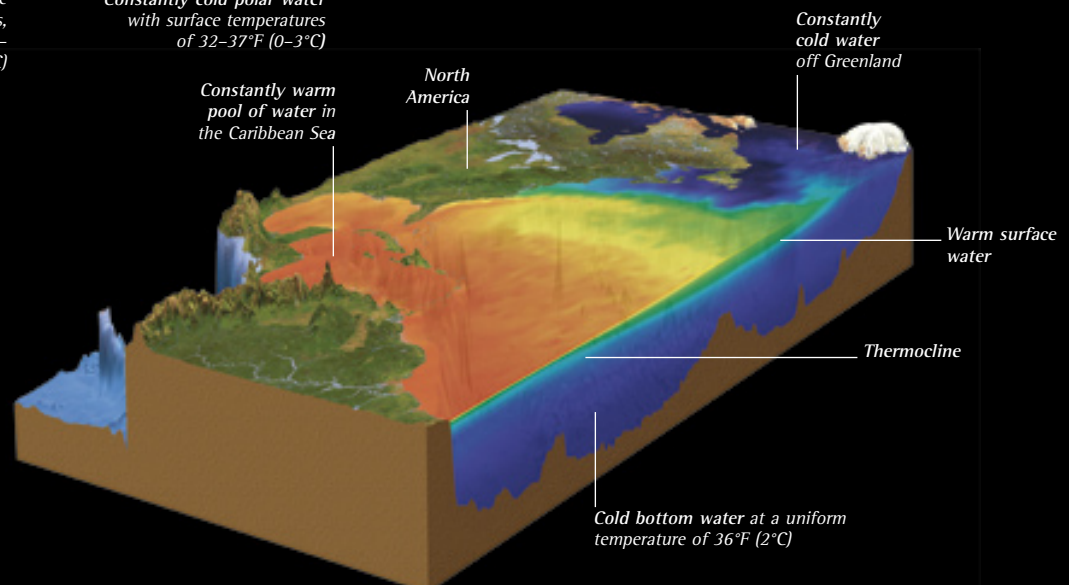 s,
Constantly cold polar water
with surface temperatures
of 32–37°F (0–3°C)
Constantly
cold water
off Greenland
North
America
Constantly warm
pool of water in
the Caribbean Sea
Warm surface
water
Thermocline
Cold bottom water at a uniform
temperature of 36°F (2°C)